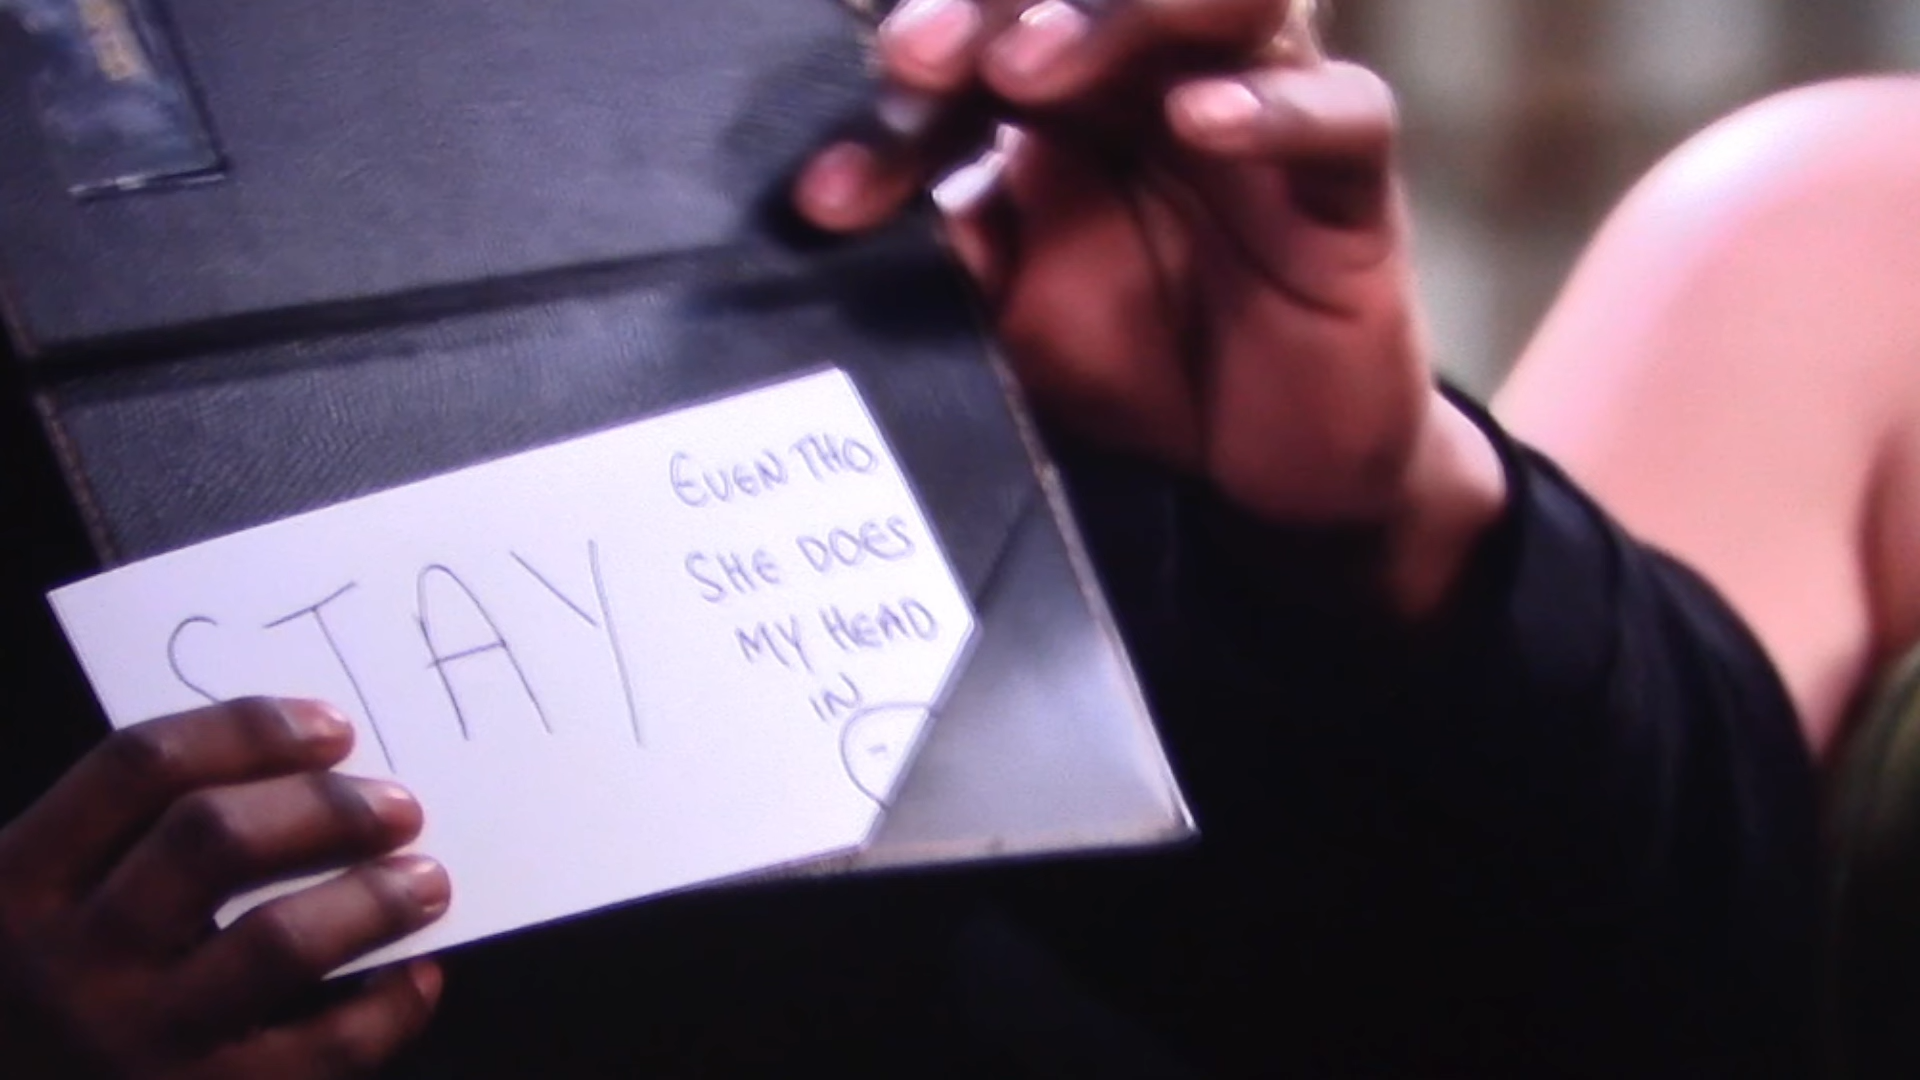 STAY
EVEN THO
SHE DOES
MY HEAD
IN